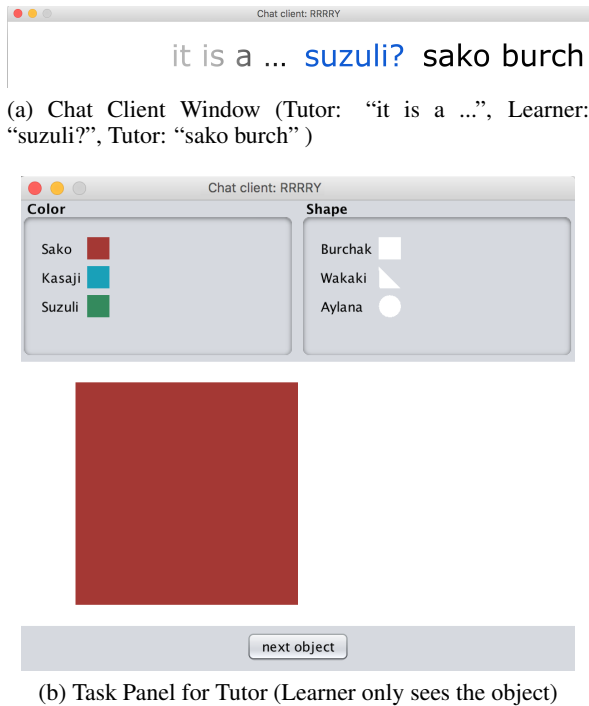 Chat client: RRRRY
it is a ... suzuli? sako burch
(a) Chat Client Window (Tutor: “it is a ...”, Learner:
“suzuli?”, Tutor: “sako burch” )
Chat client: RRRRY
Color Shape
Sako Burchak
Kasaji Wakaki
Suzuli Aylana
next object
(b) Task Panel for Tutor (Learner only sees the object)